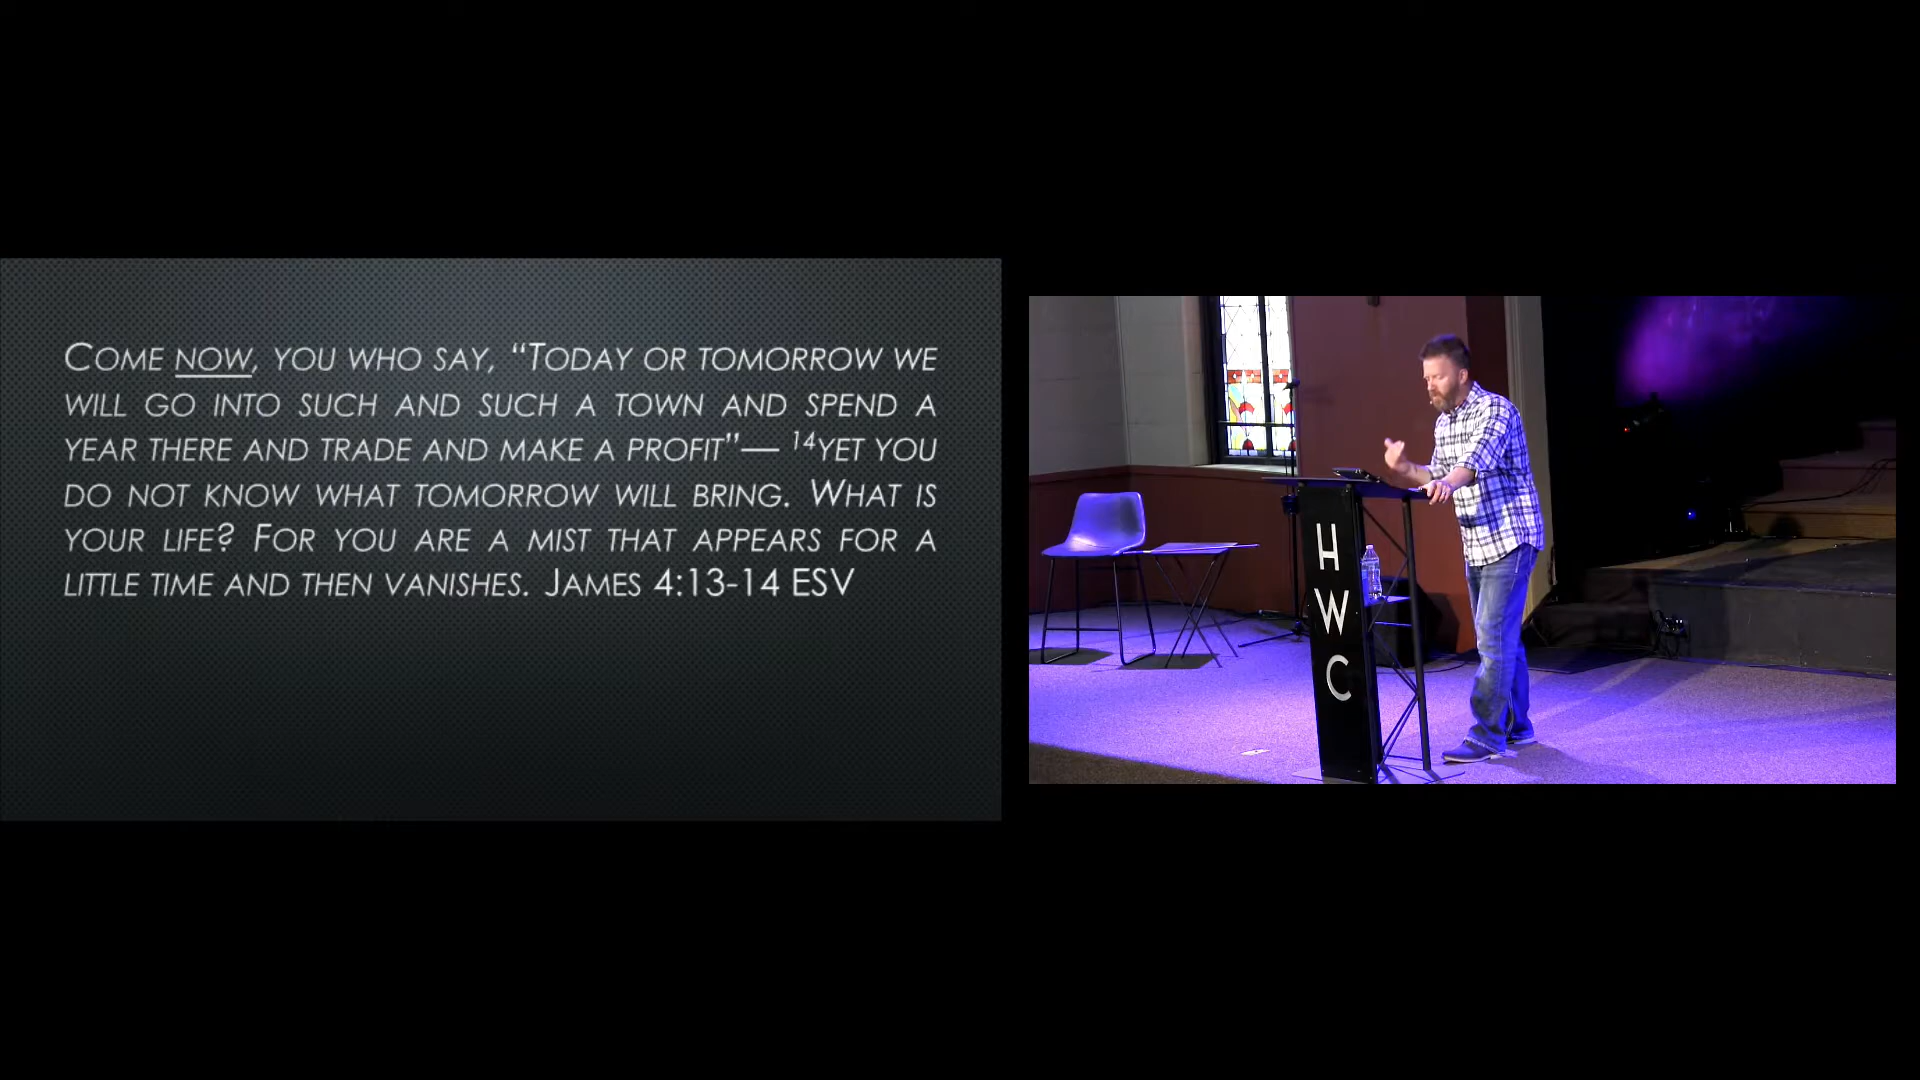 COME NOW, YOU WHO SAY, “TODAY OR TOMORROW WE
WILL GO INTO SUCH AND SUCH A TOWN AND SPEND A
YEAR THERE AND TRADE AND MAKE A PROFIT”— 14YET YOU
DO NOT KNOW WHAT TOMORROW WILL BRING. WHAT IS
YOUR LIFE? FOR YOU ARE A MIST THAT APPEARS FOR A
LITTLE TIME AND THEN VANISHES. JAMES 4:13-14 ESV
H
W
C